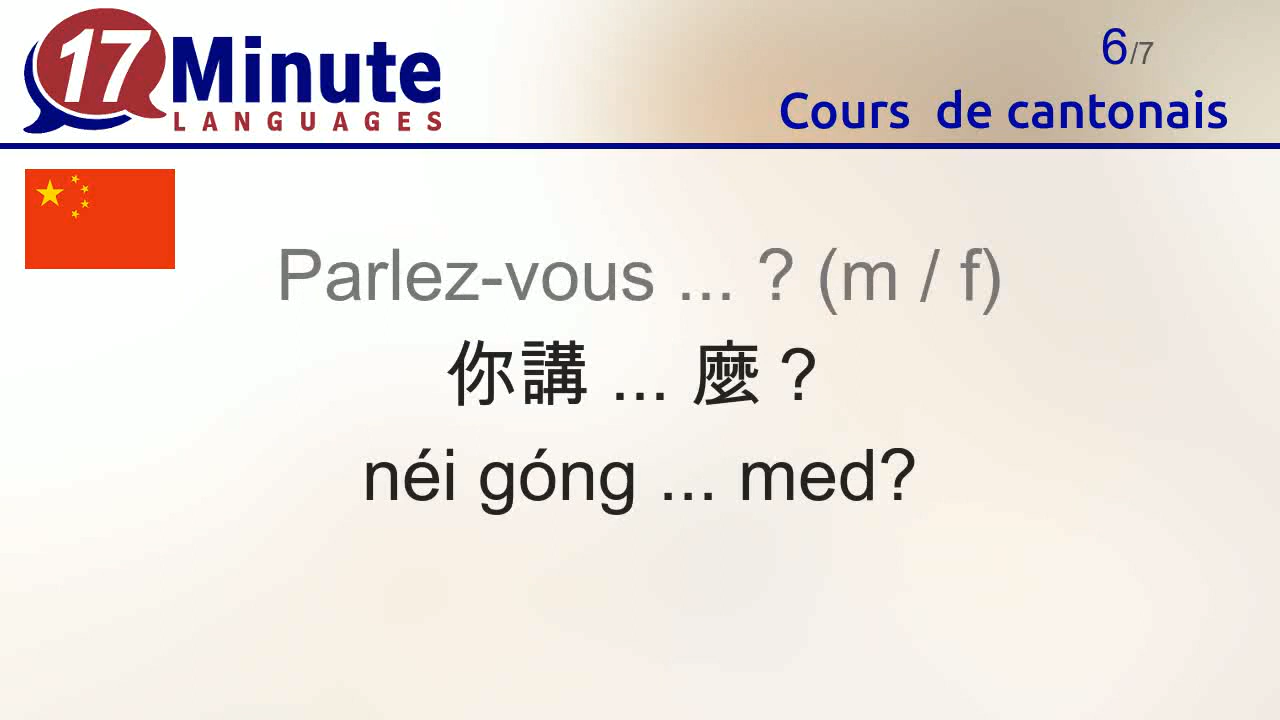 17 Minute
LANGUAGES
6/7
Cours de cantonais
Parlez-vous ... ? (m / f)
你講 ... 麼？
néi góng ... med?